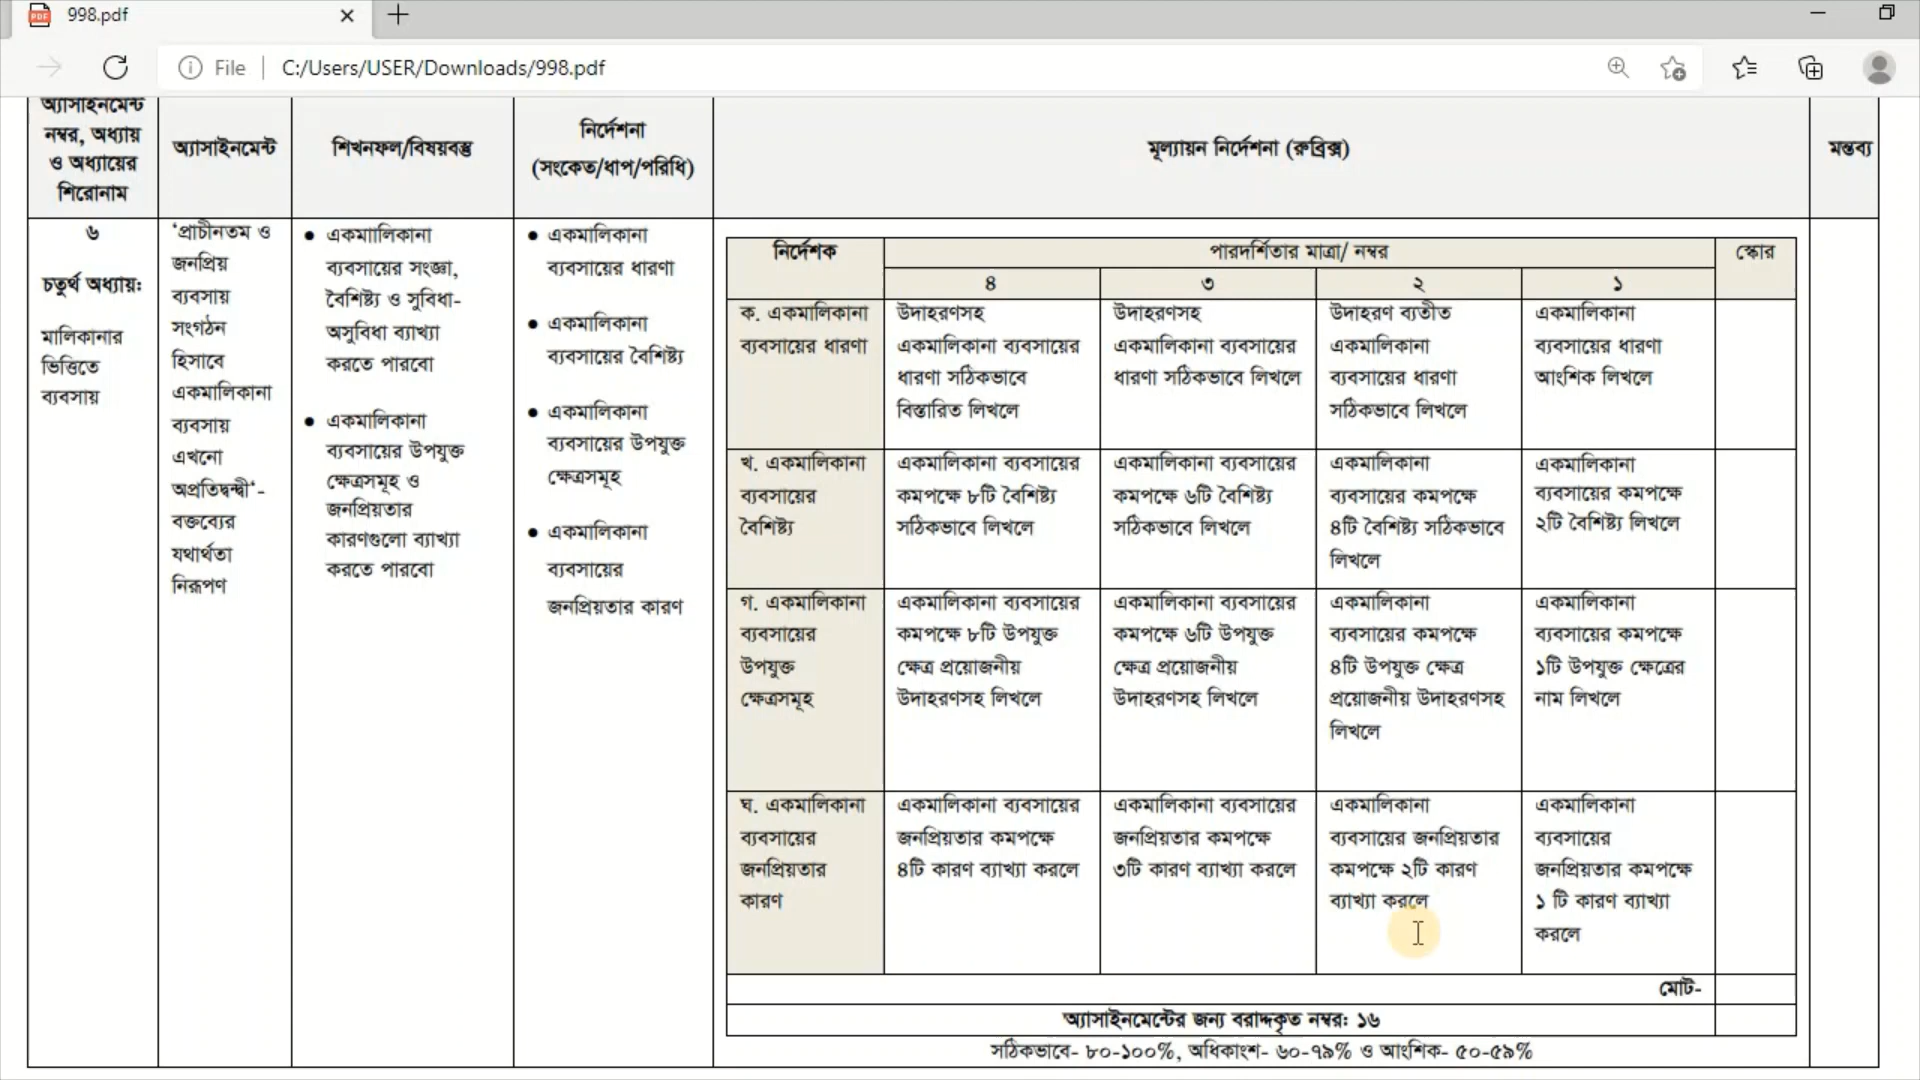 998.pdf
File
C:/Users/USER/Downloads/998.pdf
অ্যাসাইনমেন্ট
নম্বর, অধ্যায়
ও অধ্যায়ের
শিরোনাম
অ্যাসাইনমেন্ট
শিখনফল/বিষয়বস্তু
নির্দেশনা
(সংকেত/ধাপ/পরিধি)
মূল্যায়ন নির্দেশনা (রুব্রিক্স)
মন্তব্য
৬
চতুর্থ অধ্যায়:
মালিকানার
ভিত্তিতে
ব্যবসায়
‘প্রাচীনতম ও
জনপ্রিয়
ব্যবসায়
সংগঠন
হিসাবে
একমালিকানা
ব্যবসায়
এখনো
অপ্রতিদ্বন্দ্বী‘-
বক্তব্যের
যথার্থতা
নিরূপণ
• একমাালিকানা
ব্যবসায়ের সংজ্ঞা,
বৈশিষ্ট্য ও সুবিধা-
অসুবিধা ব্যাখ্যা
করতে পারবো
• একমালিকানা
ব্যবসায়ের উপযুক্ত
ক্ষেত্রসমূহ ও
জনপ্রিয়তার
কারণগুলো ব্যাখ্যা
করতে পারবো
• একমালিকানা
ব্যবসায়ের ধারণা
• একমালিকানা
ব্যবসায়ের বৈশিষ্ট্য
• একমালিকানা
ব্যবসায়ের উপযুক্ত
ক্ষেত্রসমূহ
• একমালিকানা
ব্যবসায়ের
জনপ্রিয়তার কারণ
নির্দেশক
পারদর্শিতার মাত্রা/ নম্বর
স্কোর
৪
৩
২
১
ক. একমালিকানা
ব্যবসায়ের ধারণা
উদাহরণসহ
একমালিকানা ব্যবসায়ের
ধারণা সঠিকভাবে
বিস্তারিত লিখলে
উদাহরণসহ
একমালিকানা ব্যবসায়ের
ধারণা সঠিকভাবে লিখলে
উদাহরণ ব্যতীত
একমালিকানা
ব্যবসায়ের ধারণা
সঠিকভাবে লিখলে
একমালিকানা
ব্যবসায়ের ধারণা
আংশিক লিখলে
খ. একমালিকানা
ব্যবসায়ের
বৈশিষ্ট্য
একমালিকানা ব্যবসায়ের
কমপক্ষে ৮টি বৈশিষ্ট্য
সঠিকভাবে লিখলে
একমালিকানা ব্যবসায়ের
কমপক্ষে ৬টি বৈশিষ্ট্য
সঠিকভাবে লিখলে
একমালিকানা
ব্যবসায়ের কমপক্ষে
৪টি বৈশিষ্ট্য সঠিকভাবে
লিখলে
একমালিকানা
ব্যবসায়ের কমপক্ষে
২টি বৈশিষ্ট্য লিখলে
গ. একমালিকানা
ব্যবসায়ের
উপযুক্ত
ক্ষেত্রসমূহ
একমালিকানা ব্যবসায়ের
কমপক্ষে ৮টি উপযুক্ত
ক্ষেত্র প্রয়োজনীয়
উদাহরণসহ লিখলে
একমালিকানা ব্যবসায়ের
কমপক্ষে ৬টি উপযুক্ত
ক্ষেত্র প্রয়োজনীয়
উদাহরণসহ লিখলে
একমালিকানা
ব্যবসায়ের কমপক্ষে
৪টি উপযুক্ত ক্ষেত্র
প্রয়োজনীয় উদাহরণসহ
লিখলে
একমালিকানা
ব্যবসায়ের কমপক্ষে
১টি উপযুক্ত ক্ষেত্রের
নাম লিখলে
ঘ. একমালিকানা
ব্যবসায়ের
জনপ্রিয়তার
কারণ
একমালিকানা ব্যবসায়ের
জনপ্রিয়তার কমপক্ষে
৪টি কারণ ব্যাখ্যা করলে
একমালিকানা ব্যবসায়ের
জনপ্রিয়তার কমপক্ষে
৩টি কারণ ব্যাখ্যা করলে
একমালিকানা
ব্যবসায়ের জনপ্রিয়তার
কমপক্ষে ২টি কারণ
ব্যাখ্যা করলে
একমালিকানা
ব্যবসায়ের
জনপ্রিয়তার কমপক্ষে
১ টি কারণ ব্যাখ্যা
করলে
মোট-
অ্যাসাইনমেন্টের জন্য বরাদ্দকৃত নম্বর: ১৬
সঠিকভাবে- ৮০-১০০%, অধিকাংশ- ৬০-৭৯% ও আংশিক- ৫০-৫৯%